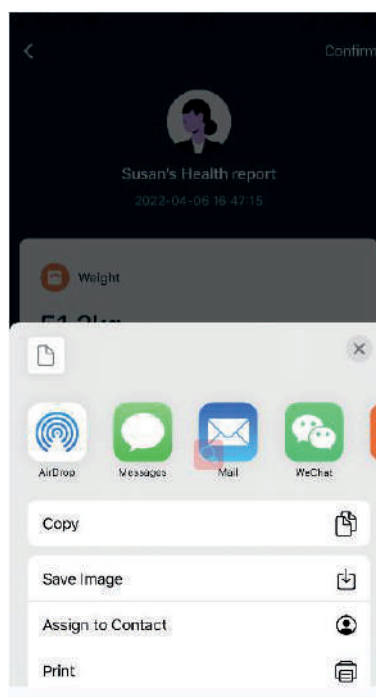 Confirm
Susan's Health report
2022-04-06 16:47:15
Weight
AirDrop
Messages
Mail
WeChat
Copy
Save Image
Assign to Contact
Print